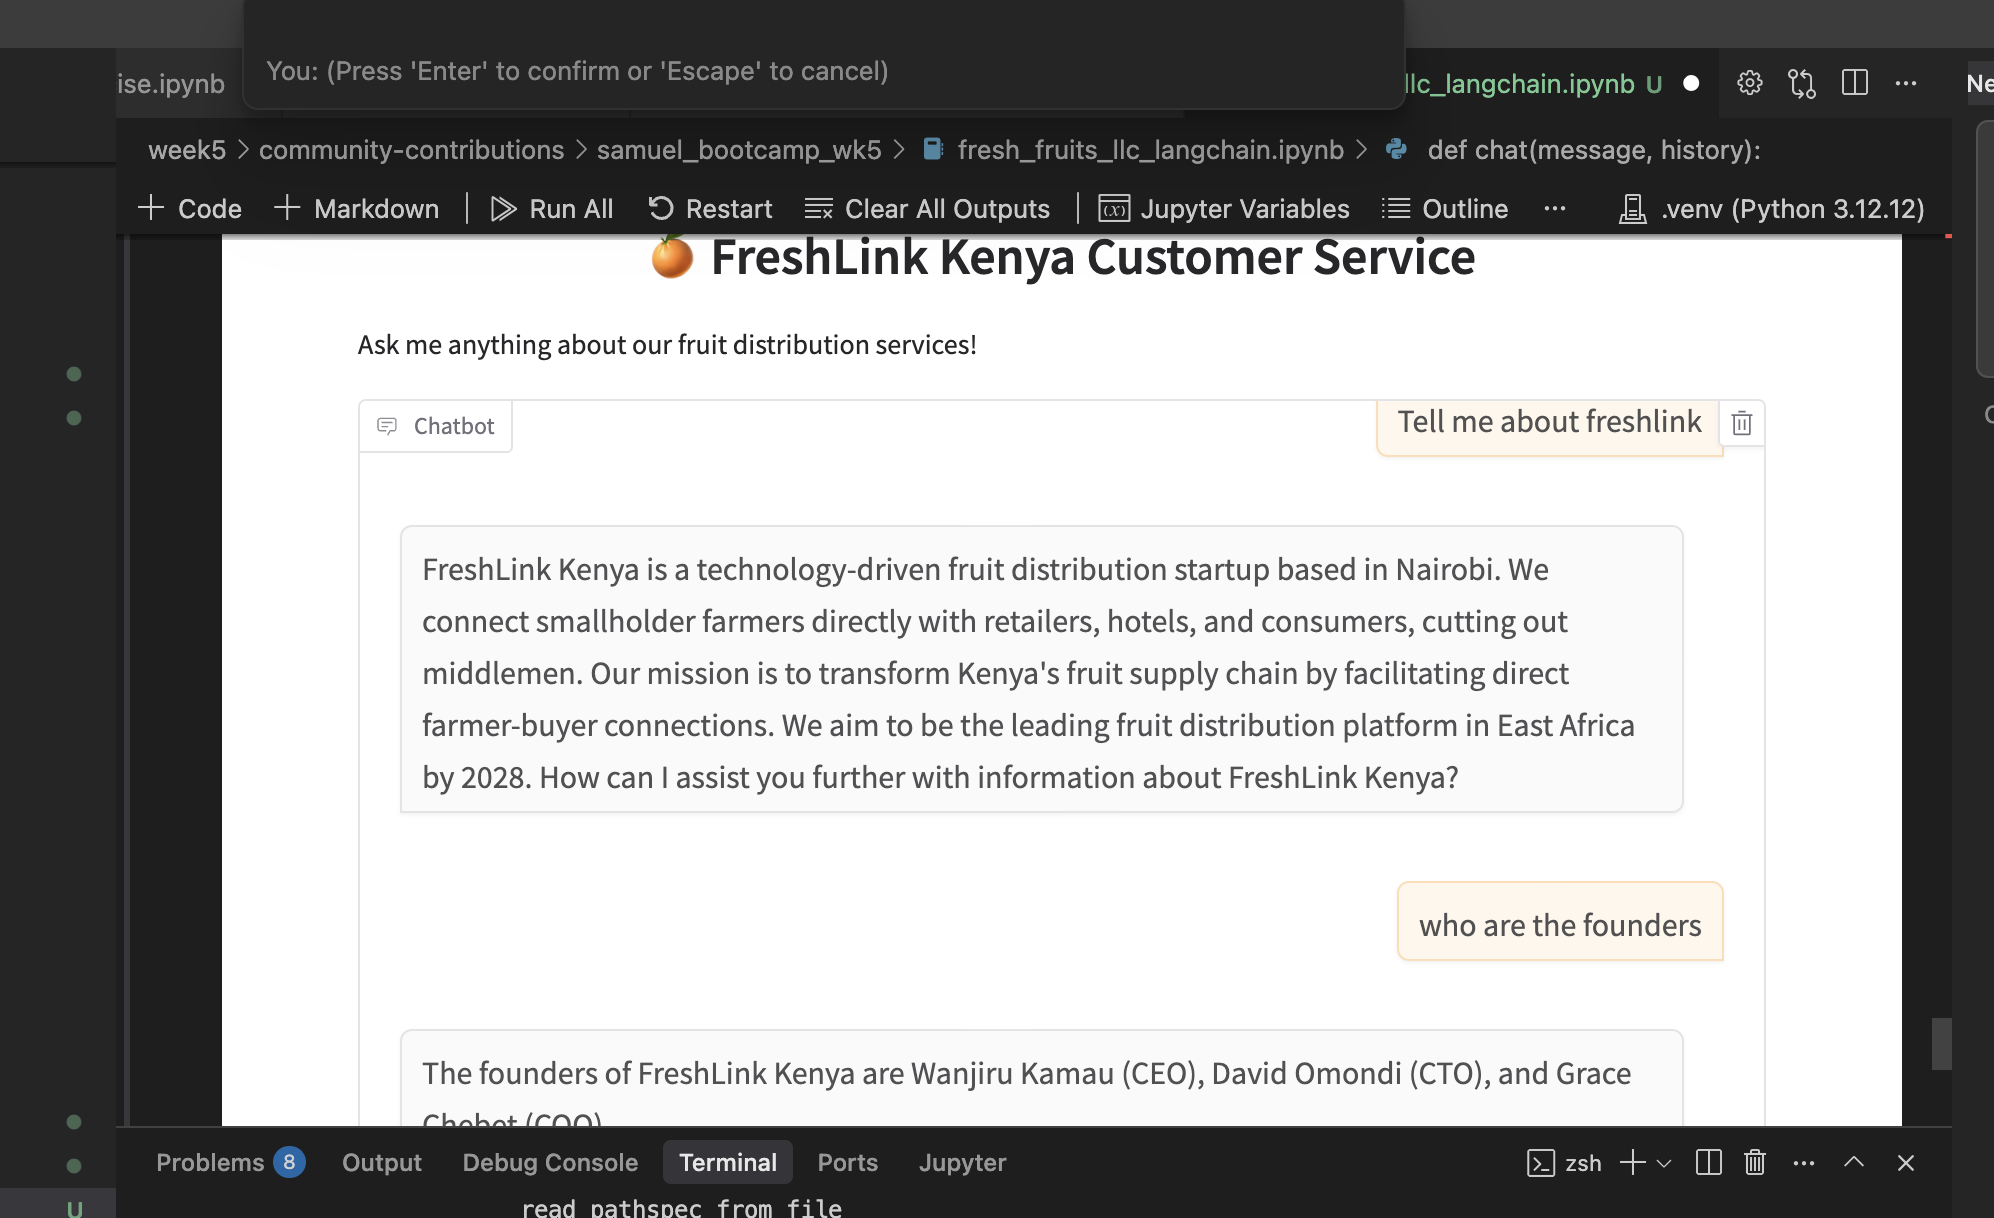 You: (Press 'Enter' to confirm or 'Escape' to cancel)
ise.ipynb
llc_langchain.ipynb U
Ne
week5 > community-contributions > samuel_bootcamp_wk5 > fresh_fruits_llc_langchain.ipynb > def chat(message, history):
+ Code + Markdown | Run All Restart Clear All Outputs | Jupyter Variables Outline ... .venv (Python 3.12.12)
🍊 FreshLink Kenya Customer Service
Ask me anything about our fruit distribution services!
Chatbot
Tell me about freshlink
FreshLink Kenya is a technology-driven fruit distribution startup based in Nairobi. We
connect smallholder farmers directly with retailers, hotels, and consumers, cutting out
middlemen. Our mission is to transform Kenya's fruit supply chain by facilitating direct
farmer-buyer connections. We aim to be the leading fruit distribution platform in East Africa
by 2028. How can I assist you further with information about FreshLink Kenya?
who are the founders
The founders of FreshLink Kenya are Wanjiru Kamau (CEO), David Omondi (CTO), and Grace
Chebet (COO)
Problems 8 Output Debug Console Terminal Ports Jupyter
zsh
read pathspec from file
U